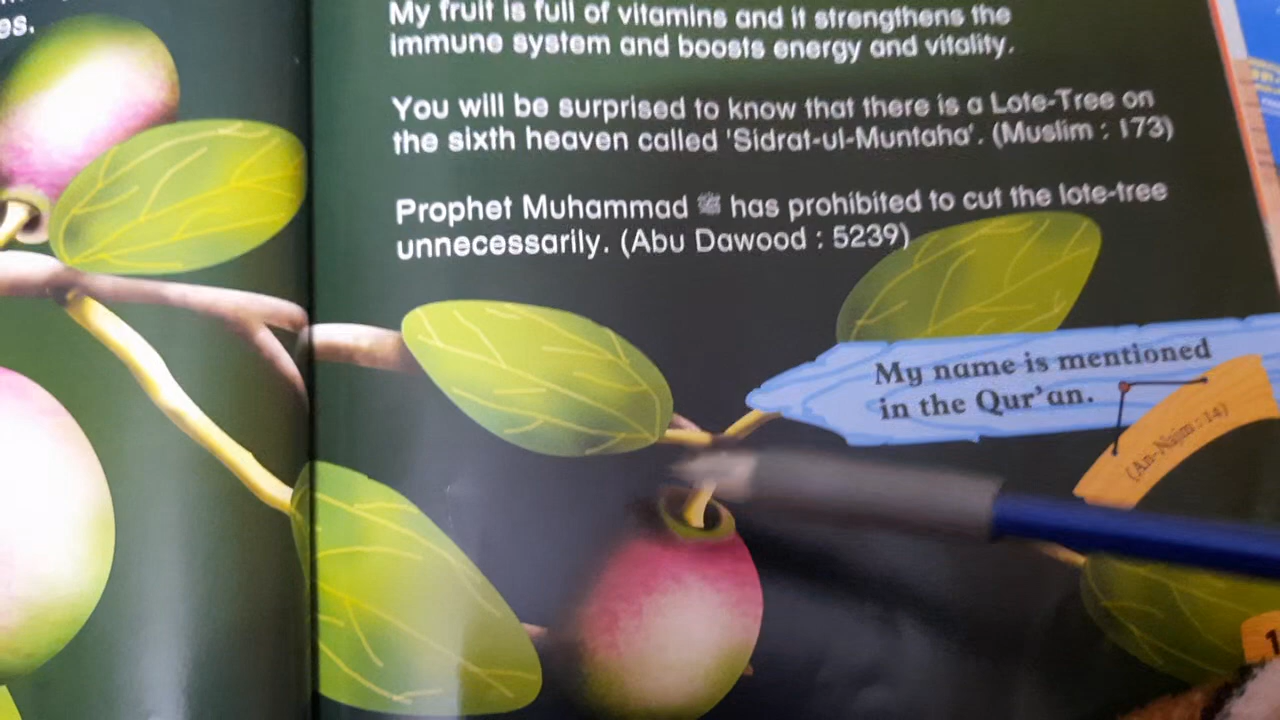 es.
My fruit is full of vitamins and it strengthens the
immune system and boosts energy and vitality.
You will be surprised to know that there is a Lote-Tree on
the sixth heaven called 'Sidrat-ul-Muntaha'. (Muslim : 173)
Prophet Muhammad ﷺ has prohibited to cut the lote-tree
unnecessarily. (Abu Dawood : 5239)
My name is mentioned
in the Qur'an.
(An-Najm : 14)
1